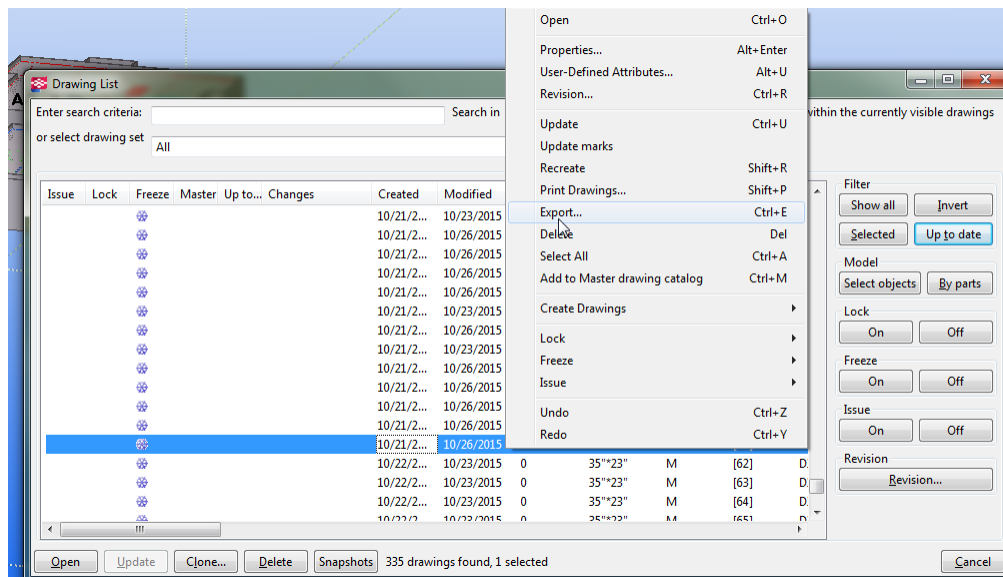 Open Ctrl+O
Properties... Alt+Enter
User-Defined Attributes... Alt+U
Revision... Ctrl+R
Update Ctrl+U
Update marks
Recreate Shift+R
Print Drawings... Shift+P
Export... Ctrl+E
Delete Del
Select All Ctrl+A
Add to Master drawing catalog Ctrl+M
Create Drawings
Lock
Freeze
Issue
Undo Ctrl+Z
Redo Ctrl+Y
A
Drawing List
Enter search criteria: Search in within the currently visible drawings
or select drawing set All
Issue Lock Freeze Master Up to... Changes Created Modified
10/21/2... 10/23/2015
10/21/2... 10/26/2015
10/21/2... 10/26/2015
10/21/2... 10/26/2015
10/21/2... 10/26/2015
10/21/2... 10/23/2015
10/21/2... 10/26/2015
10/21/2... 10/23/2015
10/21/2... 10/26/2015
10/21/2... 10/26/2015
10/21/2... 10/26/2015
10/21/2... 10/26/2015
10/21/2... 10/26/2015
10/22/2... 10/23/2015 0 35"*23" M [62] D
10/22/2... 10/23/2015 0 35"*23" M [63] D
10/22/2... 10/23/2015 0 35"*23" M [64] D
10/22/2... 10/23/2015 0 35"*23" M [65] D
Filter
Show all Invert
Selected Up to date
Model
Select objects By parts
Lock
On Off
Freeze
On Off
Issue
On Off
Revision
Revision...
Open Update Clone... Delete Snapshots 335 drawings found, 1 selected Cancel